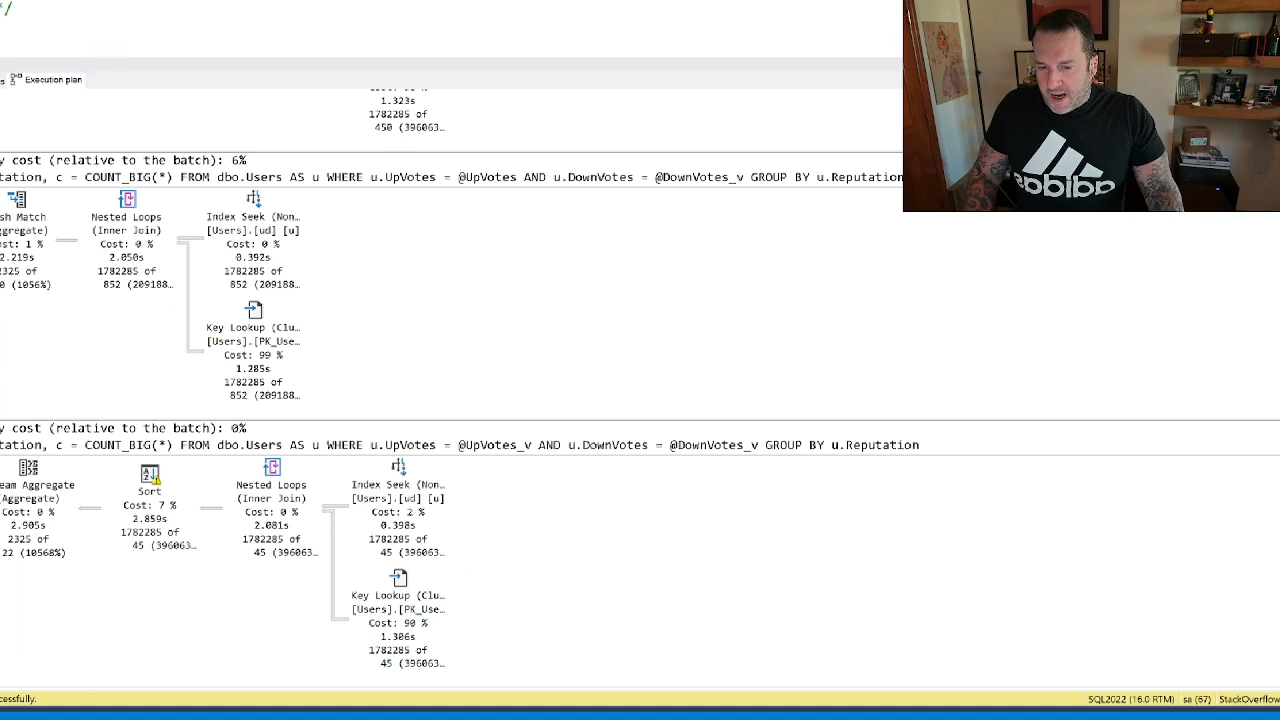 */
s Execution plan
1.323s
1782285 of
450 (396063…
y cost (relative to the batch): 6%
tation, c = COUNT_BIG(*) FROM dbo.Users AS u WHERE u.UpVotes = @UpVotes AND u.DownVotes = @DownVotes_v GROUP BY u.Reputation
sh Match
ggregate)
ost: 1 %
2.219s
2325 of
0 (1056%)
Nested Loops
(Inner Join)
Cost: 0 %
2.050s
1782285 of
852 (209188…
Index Seek (Non…
[Users].[ud] [u]
Cost: 0 %
0.392s
1782285 of
852 (209188…
Key Lookup (Clu…
[Users].[PK_Use…
Cost: 99 %
1.285s
1782285 of
852 (209188…
y cost (relative to the batch): 0%
tation, c = COUNT_BIG(*) FROM dbo.Users AS u WHERE u.UpVotes = @UpVotes_v AND u.DownVotes = @DownVotes_v GROUP BY u.Reputation
eam Aggregate
(Aggregate)
Cost: 0 %
2.905s
2325 of
22 (10568%)
Sort
Cost: 7 %
2.859s
1782285 of
45 (396063…
Nested Loops
(Inner Join)
Cost: 0 %
2.081s
1782285 of
45 (396063…
Index Seek (Non…
[Users].[ud] [u]
Cost: 2 %
0.398s
1782285 of
45 (396063…
Key Lookup (Clu…
[Users].[PK_Use…
Cost: 90 %
1.306s
1782285 of
45 (396063…
cessfully.
SQL2022 (16.0 RTM)
sa (67)
StackOverflow
adidas